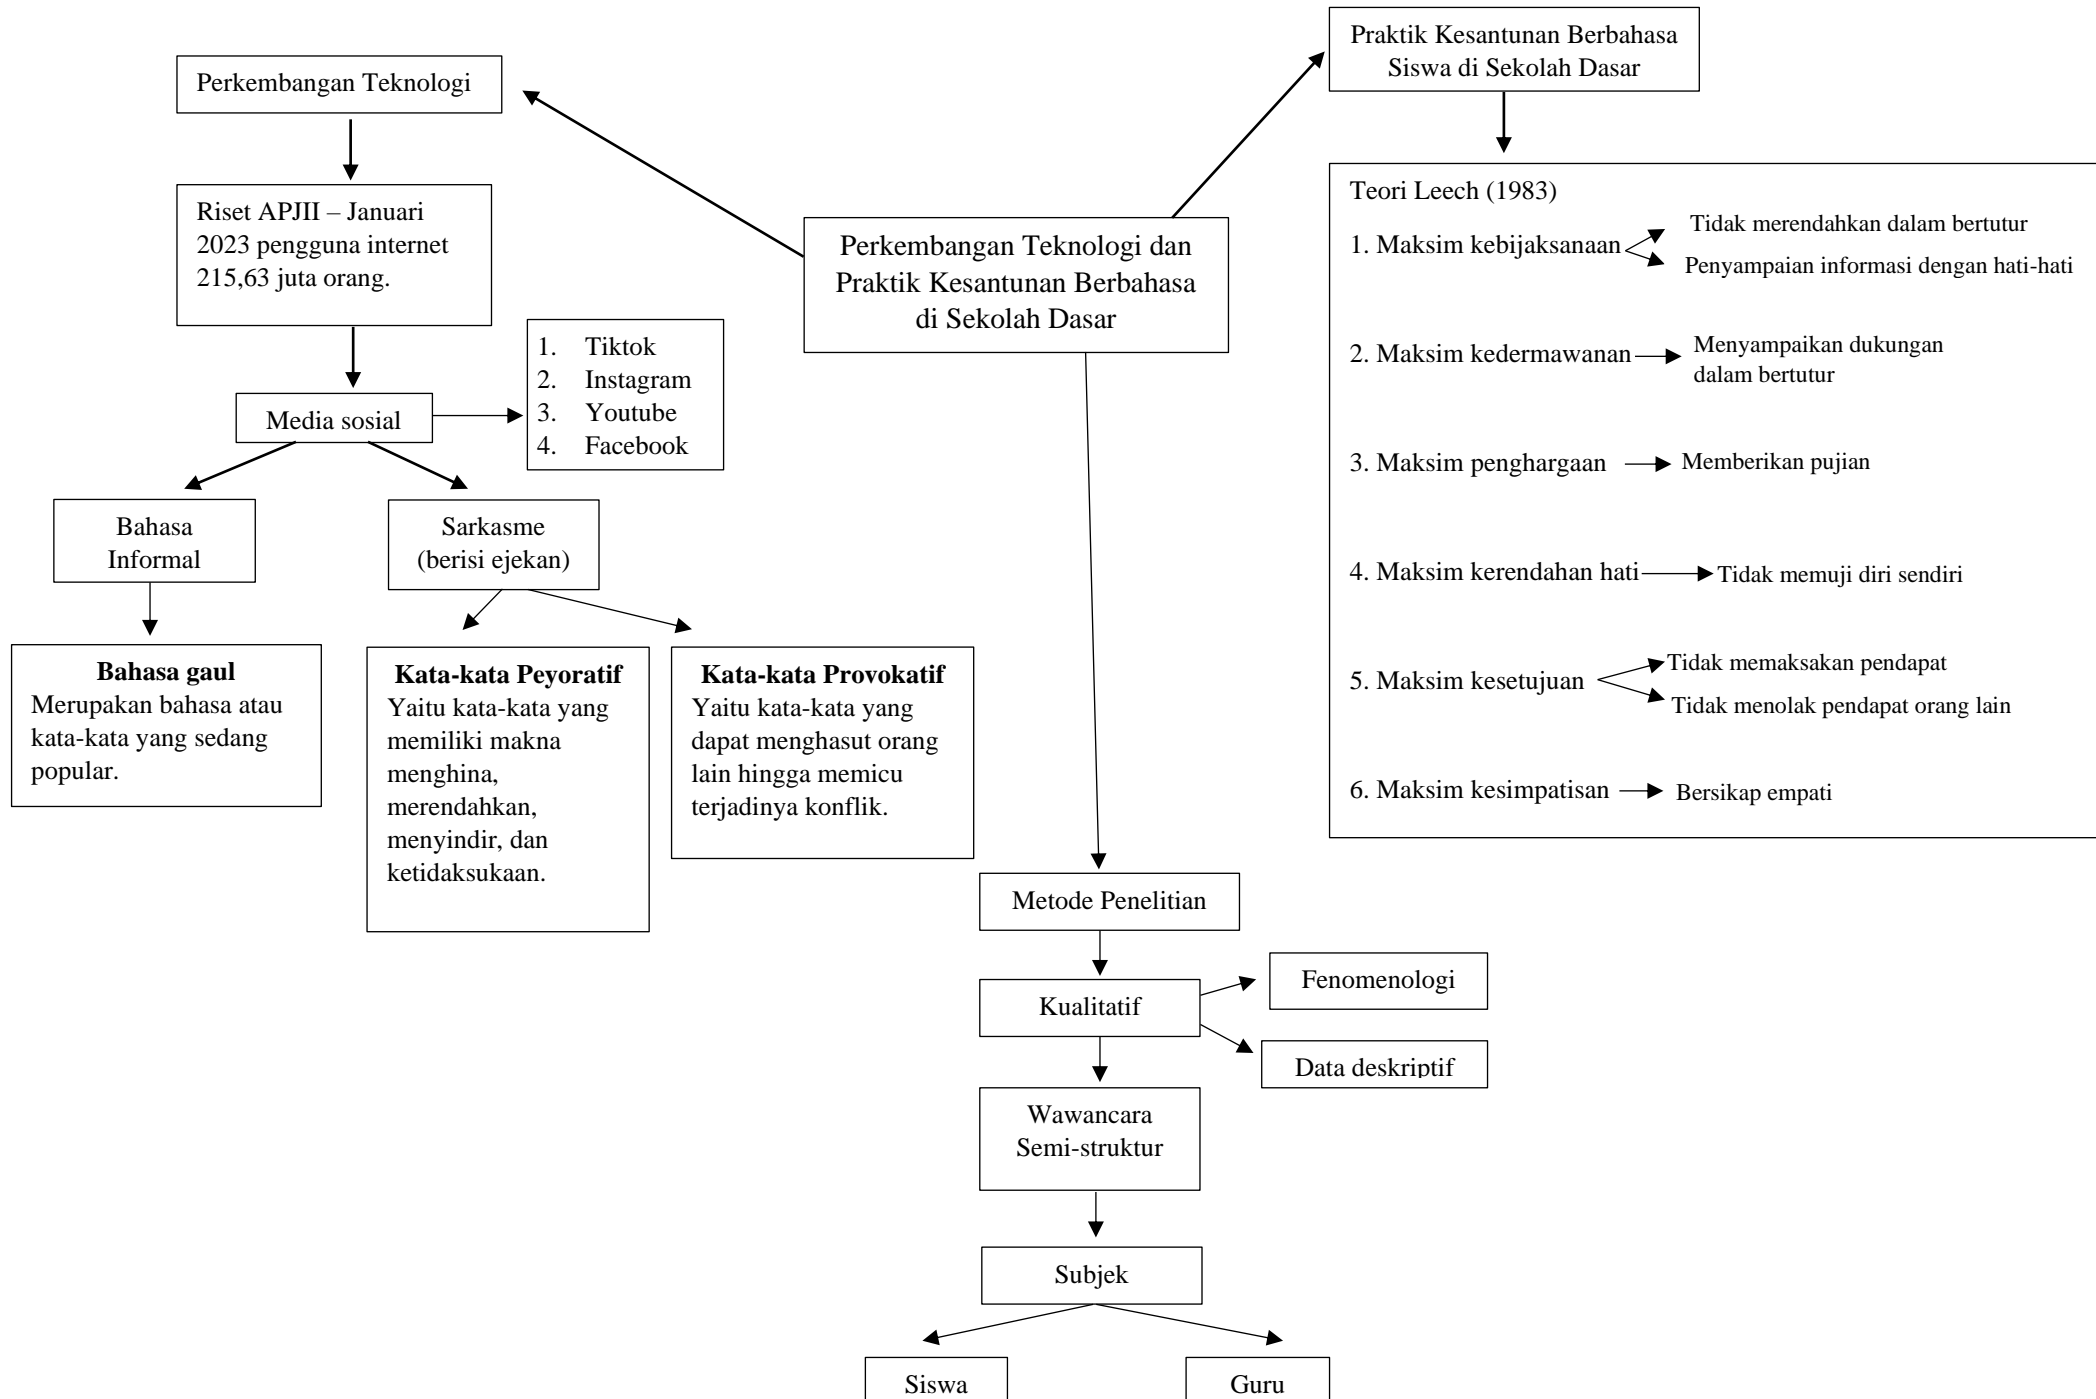 Praktik Kesantunan Berbahasa
Siswa di Sekolah Dasar
Perkembangan Teknologi
Riset APJII – Januari
2023 pengguna internet
215,63 juta orang.
Perkembangan Teknologi dan
Praktik Kesantunan Berbahasa
di Sekolah Dasar
Teori Leech (1983)
1. Maksim kebijaksanaan
Tidak merendahkan dalam bertutur
Penyampaian informasi dengan hati-hati
2. Maksim kedermawanan
Menyampaikan dukungan
dalam bertutur
3. Maksim penghargaan
Memberikan pujian
4. Maksim kerendahan hati
Tidak memuji diri sendiri
5. Maksim kesetujuan
Tidak memaksakan pendapat
Tidak menolak pendapat orang lain
6. Maksim kesimpatisan
Bersikap empati
Media sosial
1. Tiktok
2. Instagram
3. Youtube
4. Facebook
Bahasa
Informal
Sarkasme
(berisi ejekan)
Bahasa gaul
Merupakan bahasa atau
kata-kata yang sedang
popular.
Kata-kata Peyoratif
Yaitu kata-kata yang
memiliki makna
menghina,
merendahkan,
menyindir, dan
ketidaksukaan.
Kata-kata Provokatif
Yaitu kata-kata yang
dapat menghasut orang
lain hingga memicu
terjadinya konflik.
Metode Penelitian
Kualitatif
Fenomenologi
Data deskriptif
Wawancara
Semi-struktur
Subjek
Siswa
Guru